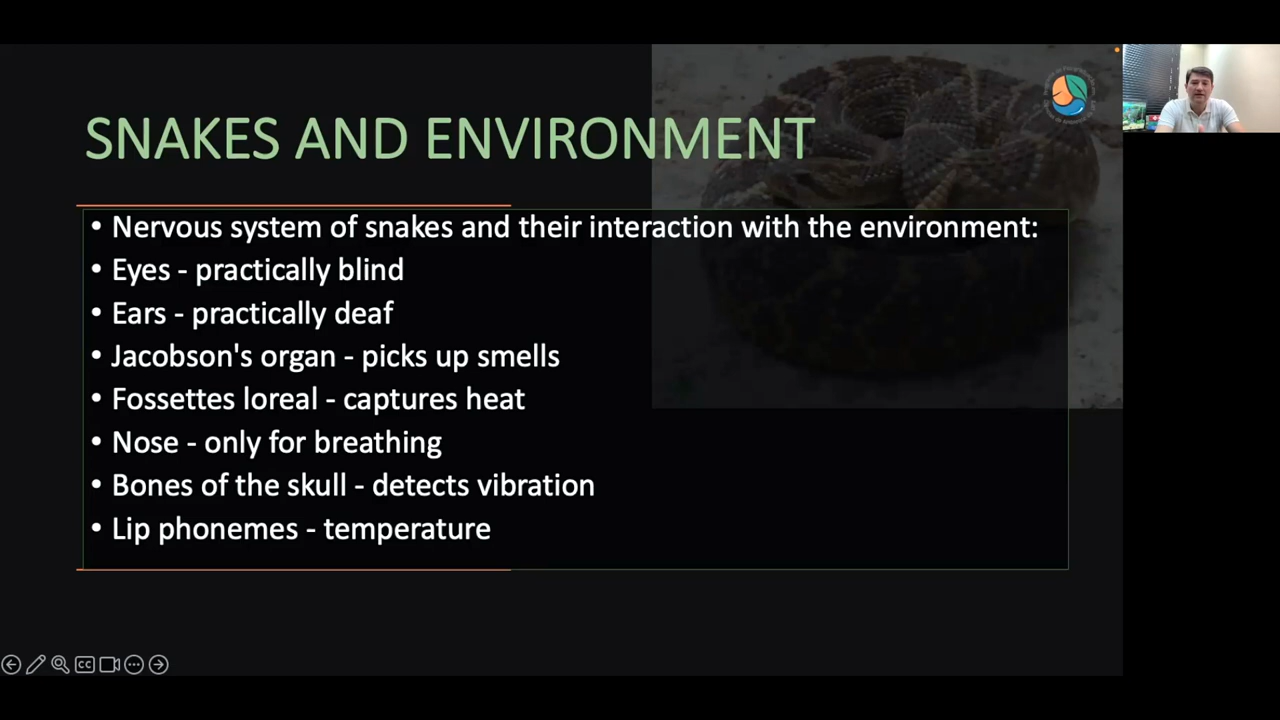 SNAKES AND ENVIRONMENT
• Nervous system of snakes and their interaction with the environment:
• Eyes - practically blind
• Ears - practically deaf
• Jacobson's organ - picks up smells
• Fossettes loreal - captures heat
• Nose - only for breathing
• Bones of the skull - detects vibration
• Lip phonemes - temperature
CC